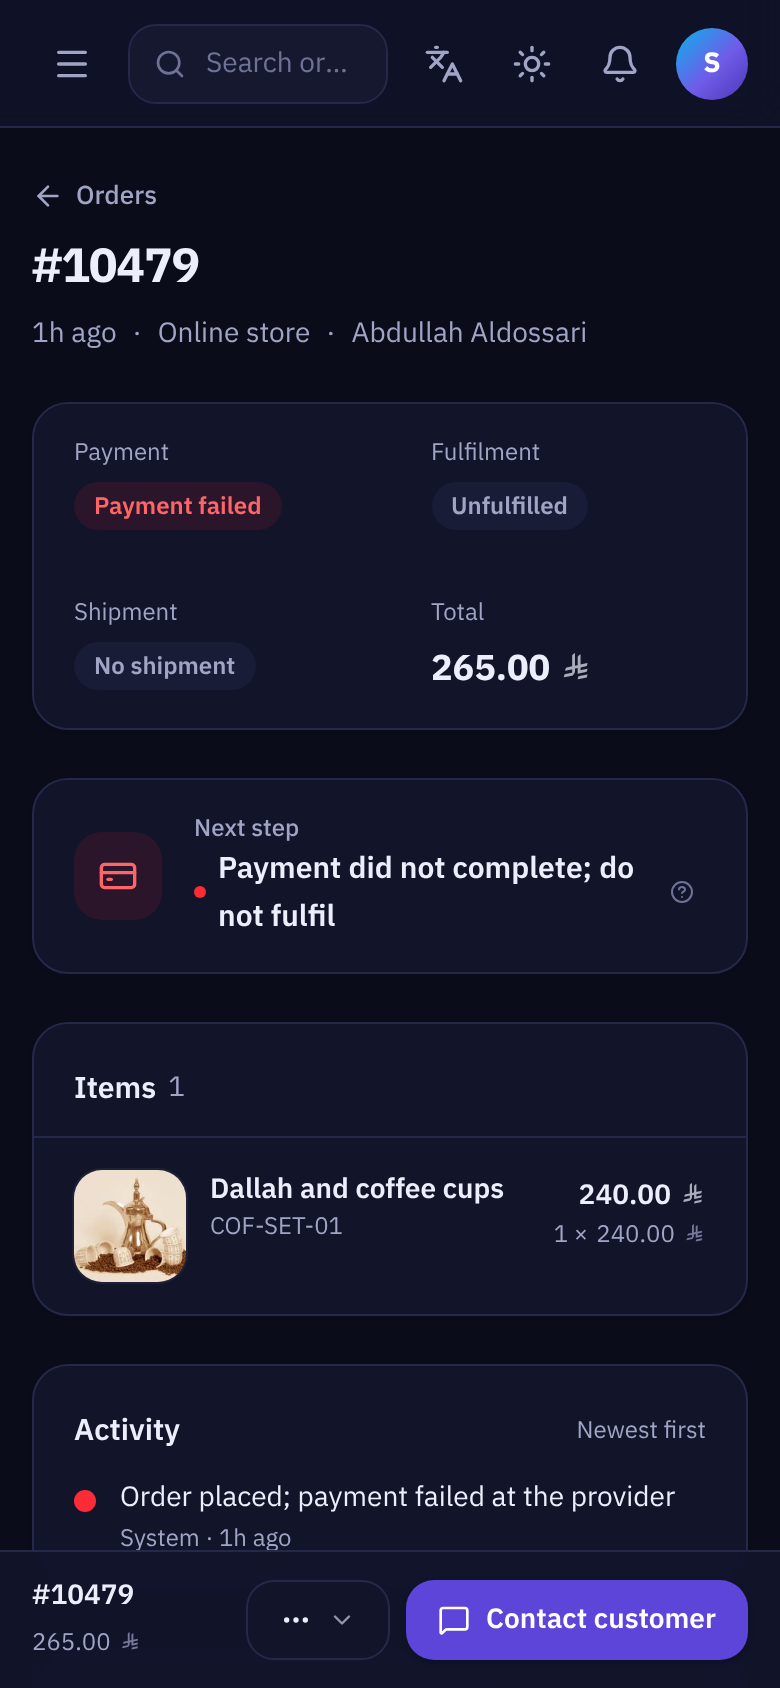 Search or...
S
Orders
#10479
1h ago · Online store · Abdullah Aldossari
Payment
Fulfilment
Payment failed
Unfulfilled
Shipment
Total
No shipment
265.00 ⃁
Next step
Payment did not complete; do
not fulfil
Items 1
Dallah and coffee cups
240.00 ⃁
COF-SET-01
1 × 240.00 ⃁
Activity
Newest first
Order placed; payment failed at the provider
System · 1h ago
#10479
265.00 ⃁
Contact customer